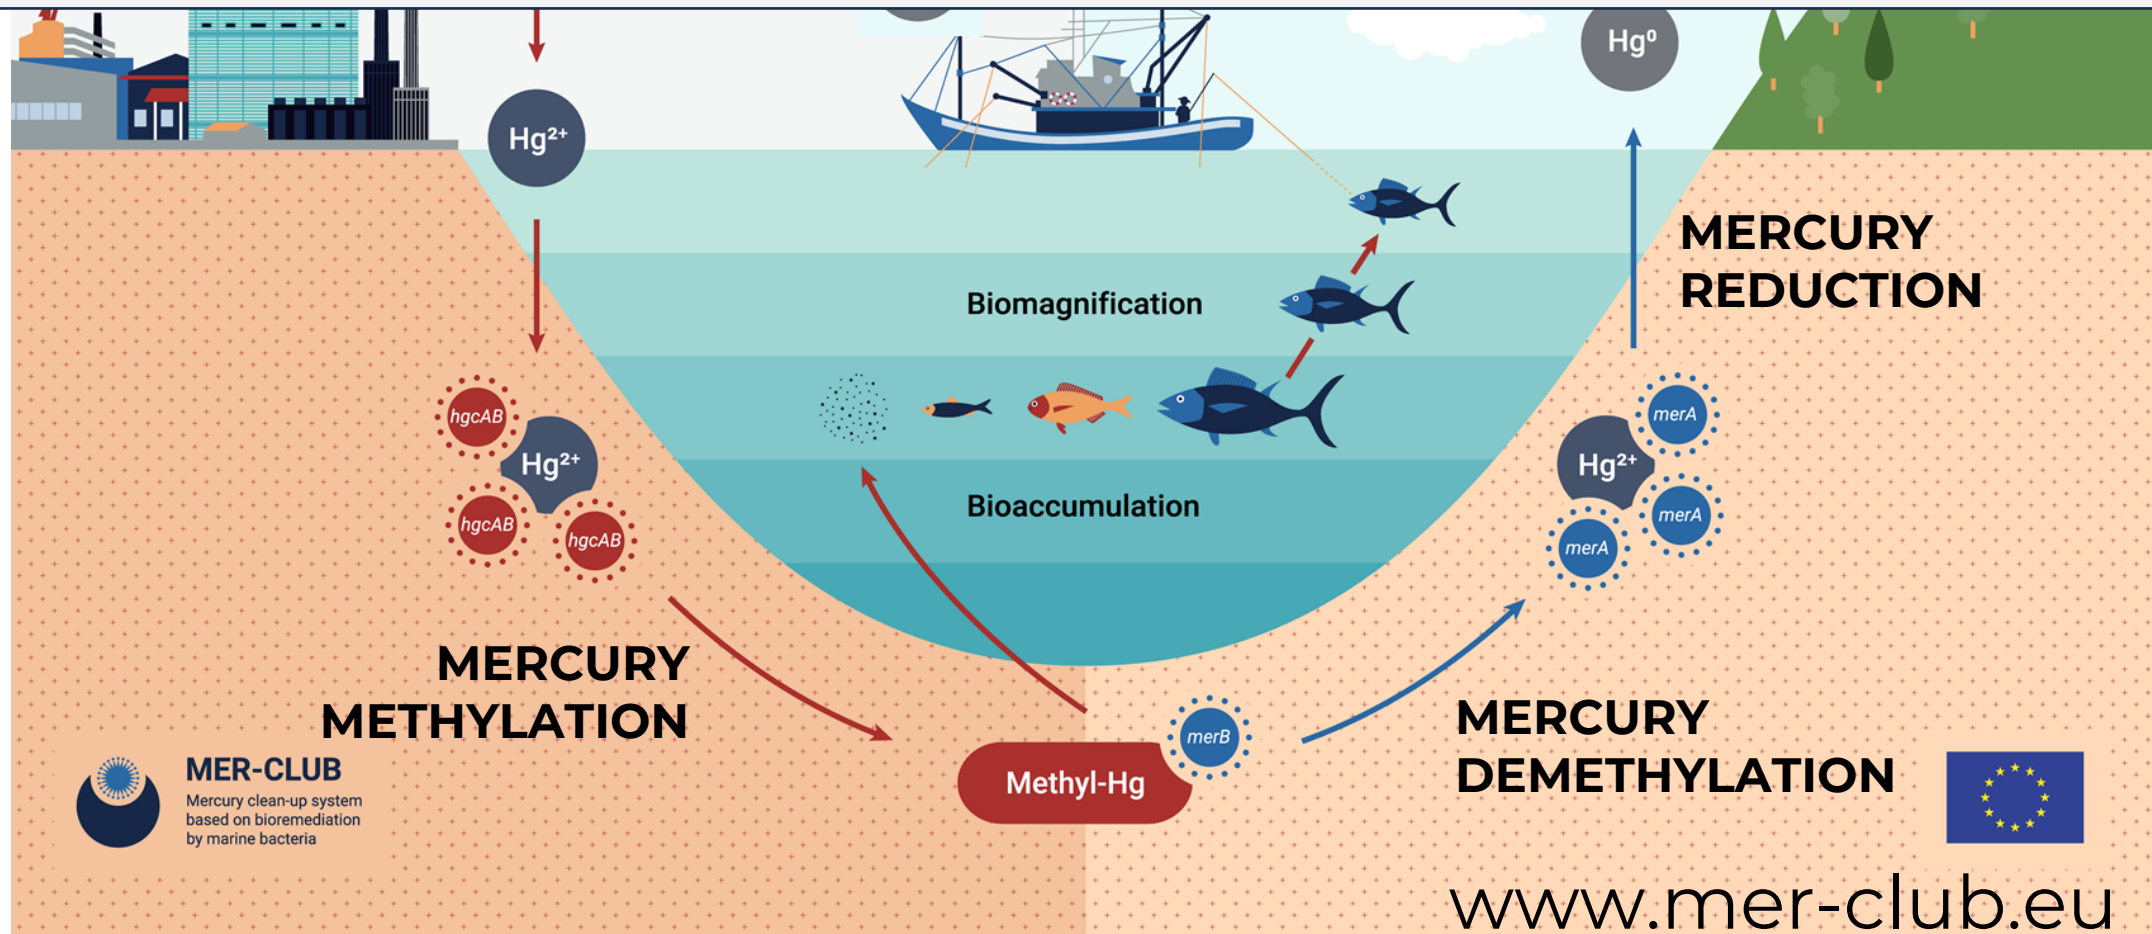 Hg⁰
Hg²⁺
MERCURY
REDUCTION
Biomagnification
hgcAB
Hg²⁺
hgcAB
hgcAB
merA
Hg²⁺
merA
merA
Bioaccumulation
MERCURY
METHYLATION
merB
Methyl-Hg
MERCURY
DEMETHYLATION
MER-CLUB
Mercury clean-up system
based on bioremediation
by marine bacteria
www.mer-club.eu